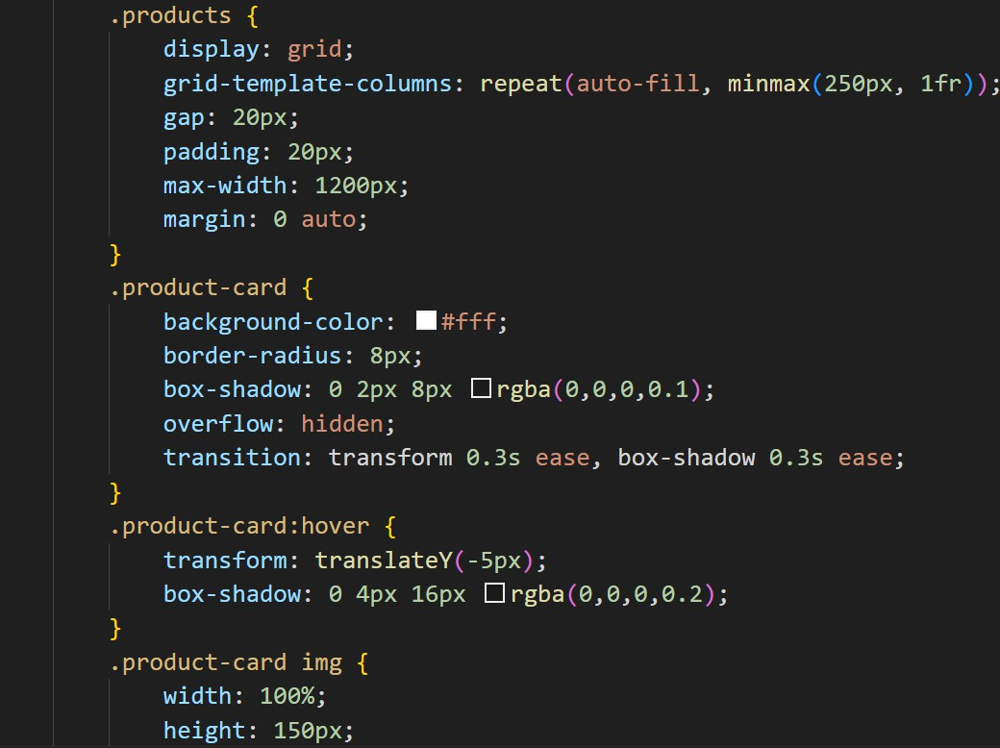 .products {
display: grid;
grid-template-columns: repeat(auto-fill, minmax(250px, 1fr));
gap: 20px;
padding: 20px;
max-width: 1200px;
margin: 0 auto;
}
.product-card {
background-color: #fff;
border-radius: 8px;
box-shadow: 0 2px 8px rgba(0,0,0,0.1);
overflow: hidden;
transition: transform 0.3s ease, box-shadow 0.3s ease;
}
.product-card:hover {
transform: translateY(-5px);
box-shadow: 0 4px 16px rgba(0,0,0,0.2);
}
.product-card img {
width: 100%;
height: 150px;